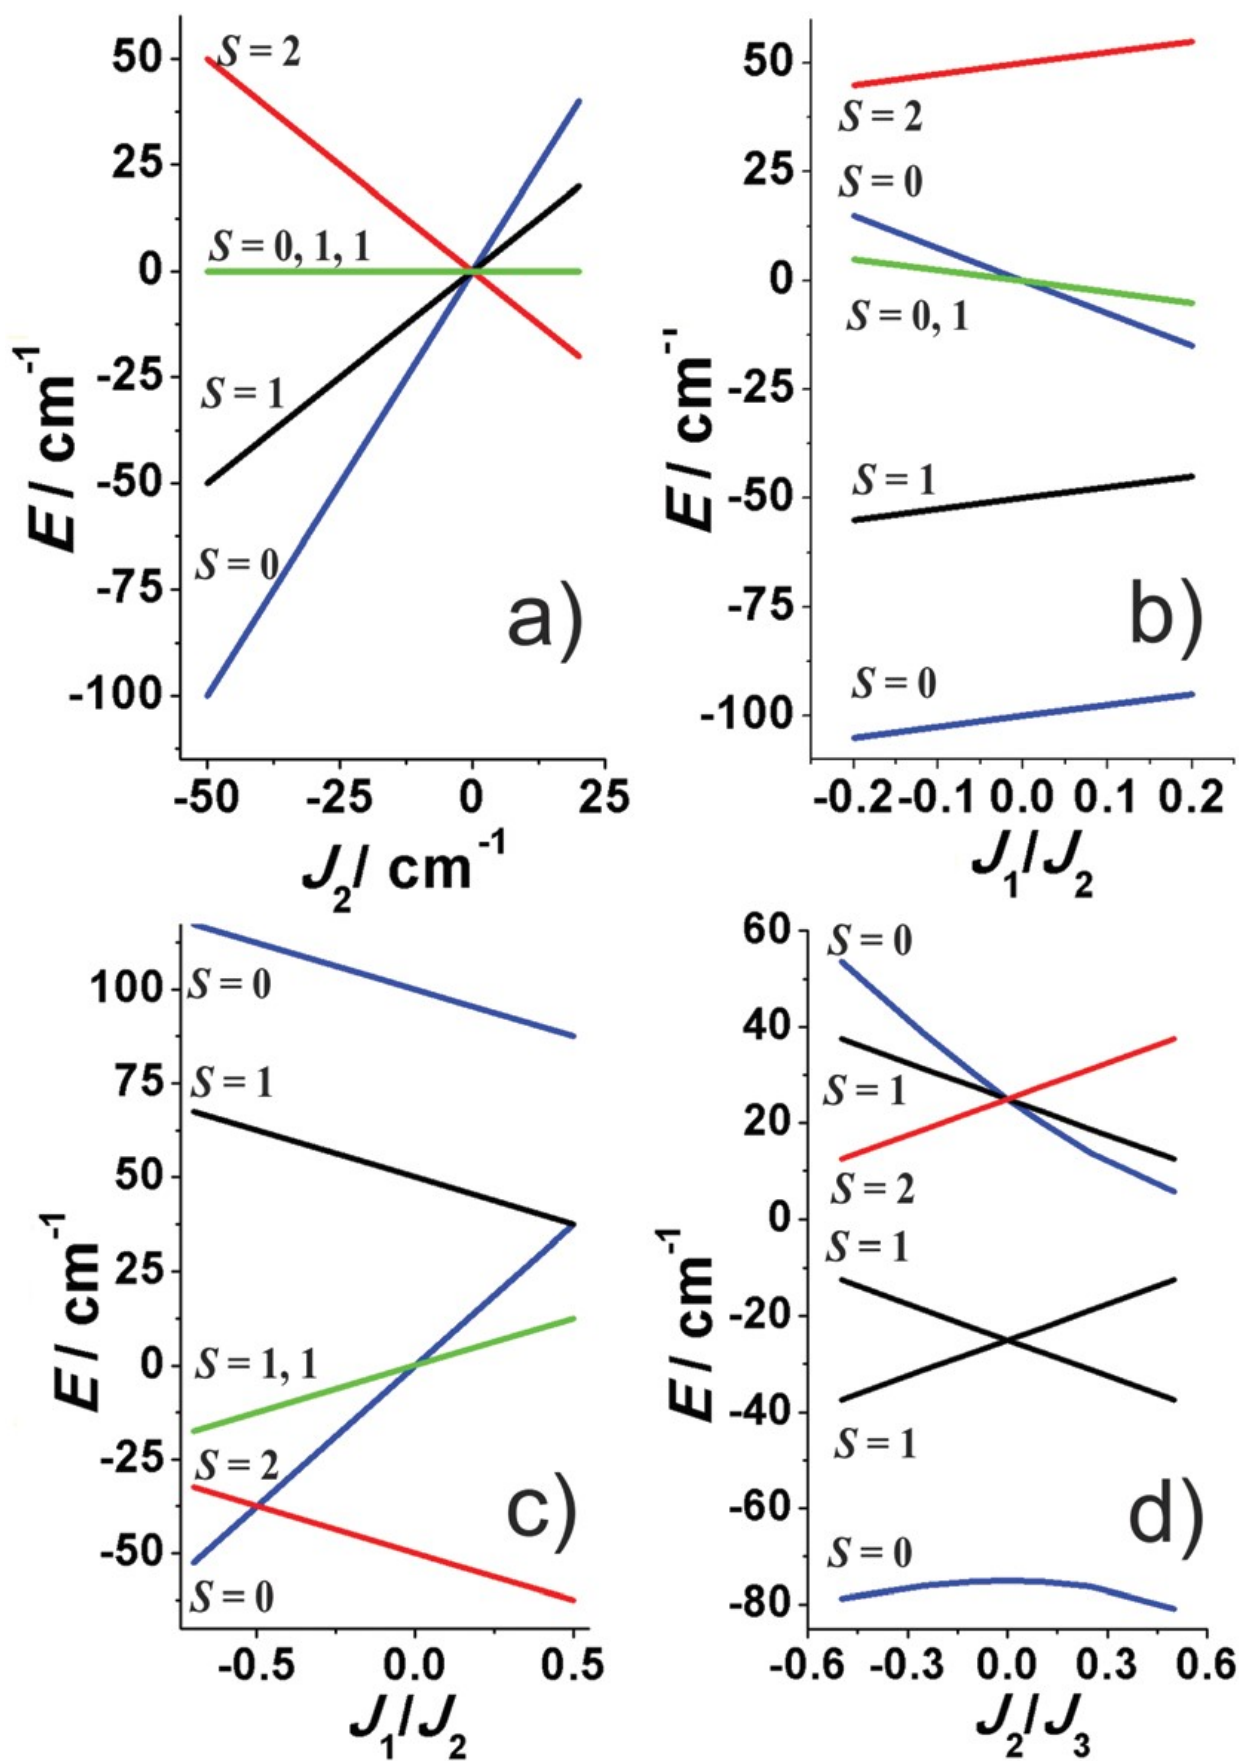 50
S = 2
25
S = 0, 1, 1
0
-25
S = 1
-50
S = 0
-75
-100
E / cm-1
a)
-50 -25 0 25
J2/ cm-1
50
S = 2
25
S = 0
0
S = 0, 1
-25
S = 1
-50
-75
S = 0
-100
E / cm-1
b)
-0.2 -0.1 0.0 0.1 0.2
J1/J2
100
S = 0
75
S = 1
50
25
0
S = 1, 1
-25
S = 2
-50
S = 0
E / cm-1
c)
-0.5 0.0 0.5
J1/J2
60
S = 0
40
S = 1
20
S = 2
0
S = 1
-20
-40
S = 1
-60
S = 0
-80
E / cm-1
d)
-0.6 -0.3 0.0 0.3 0.6
J2/J3